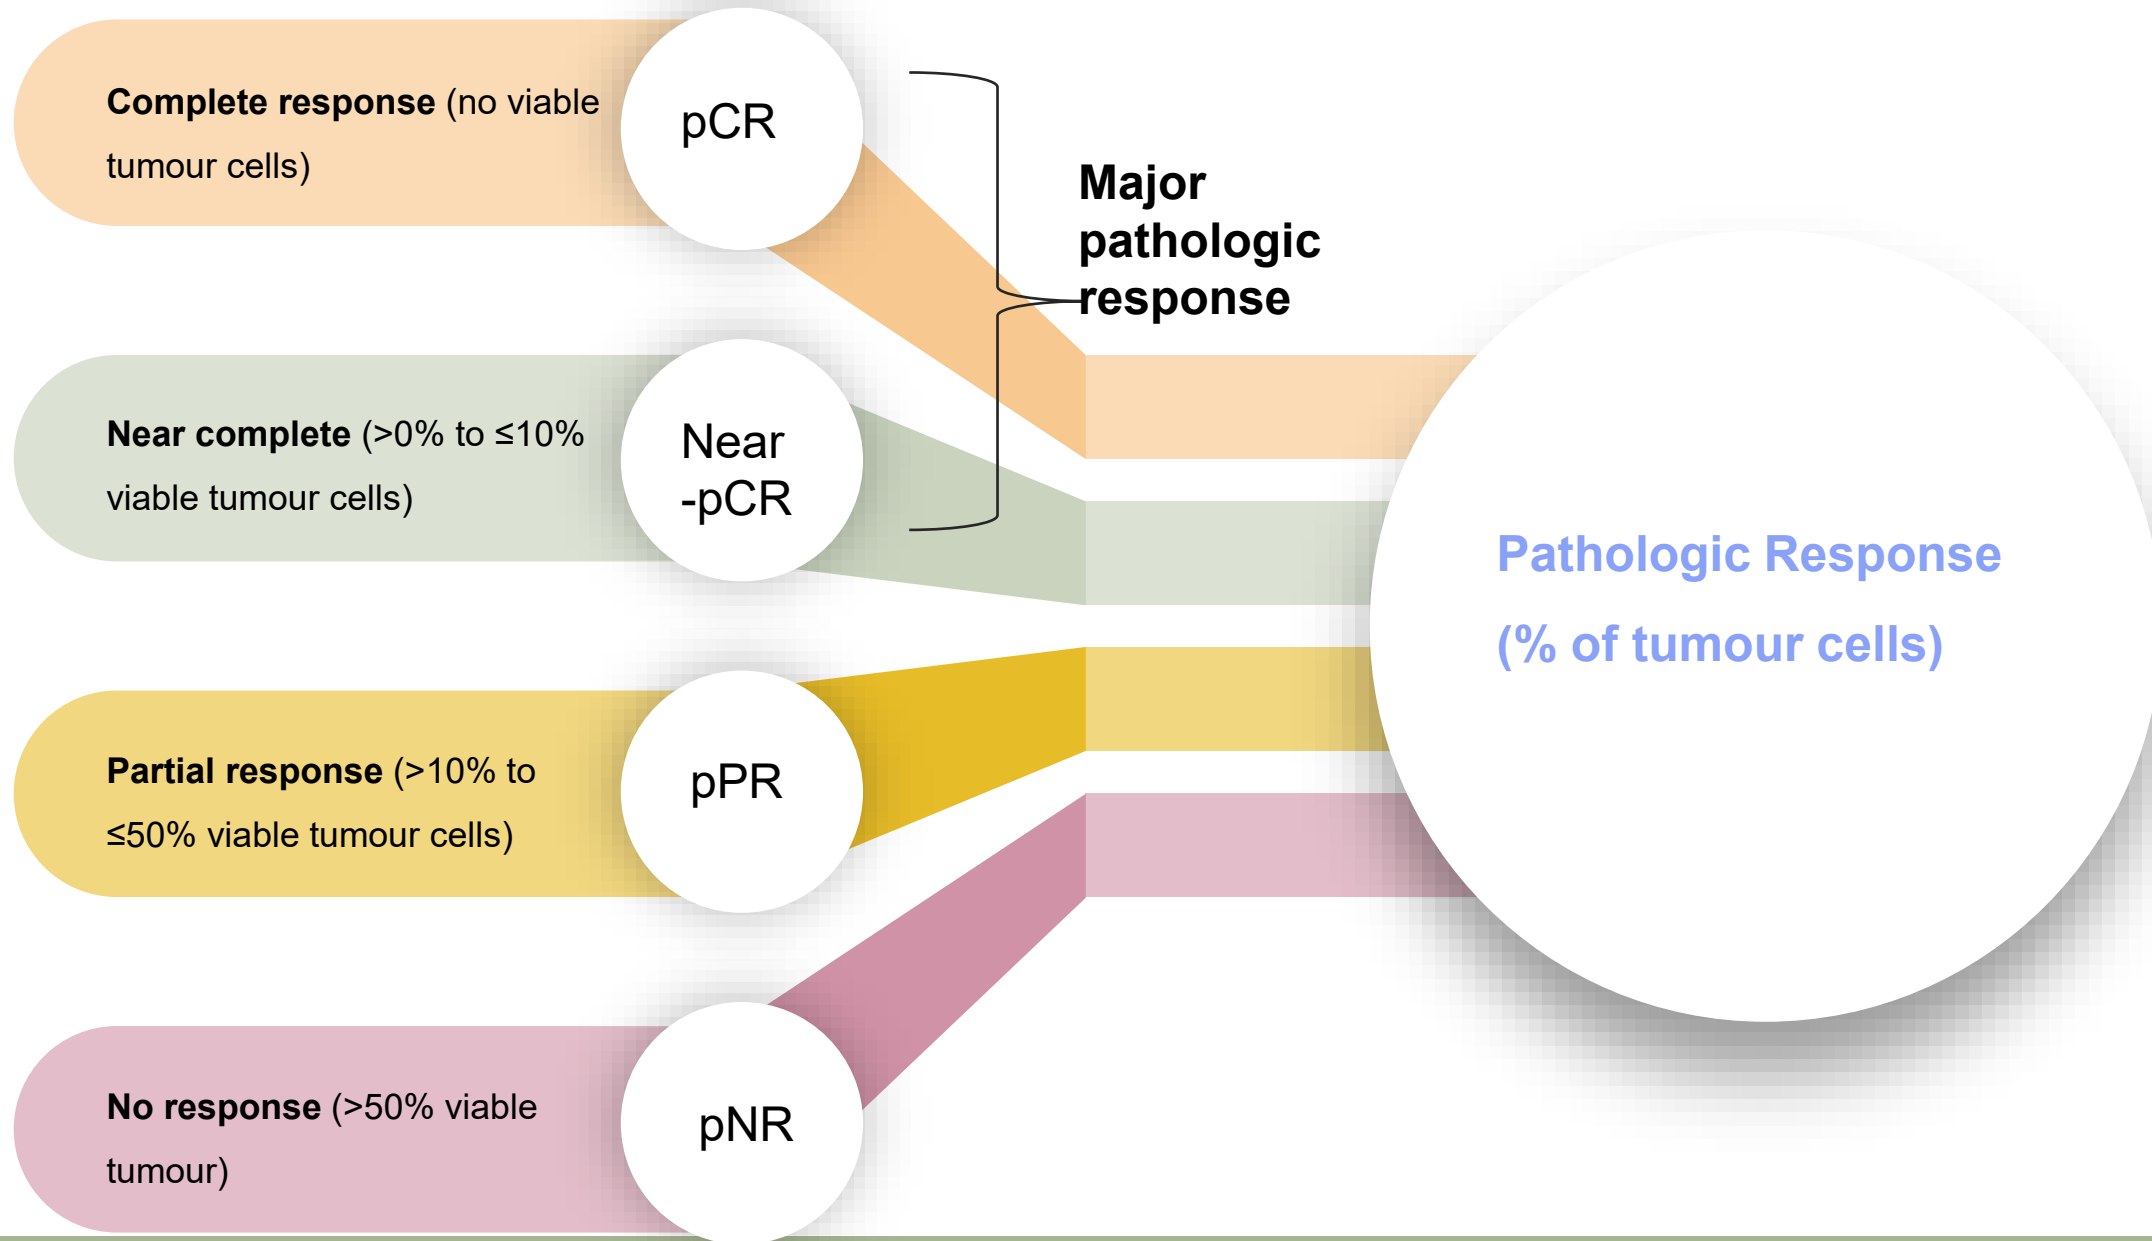 Complete response (no viable
tumour cells)
pCR
Major
pathologic
response
Near complete (>0% to ≤10%
viable tumour cells)
Near
-pCR
Pathologic Response
(% of tumour cells)
Partial response (>10% to
≤50% viable tumour cells)
pPR
No response (>50% viable
tumour)
pNR